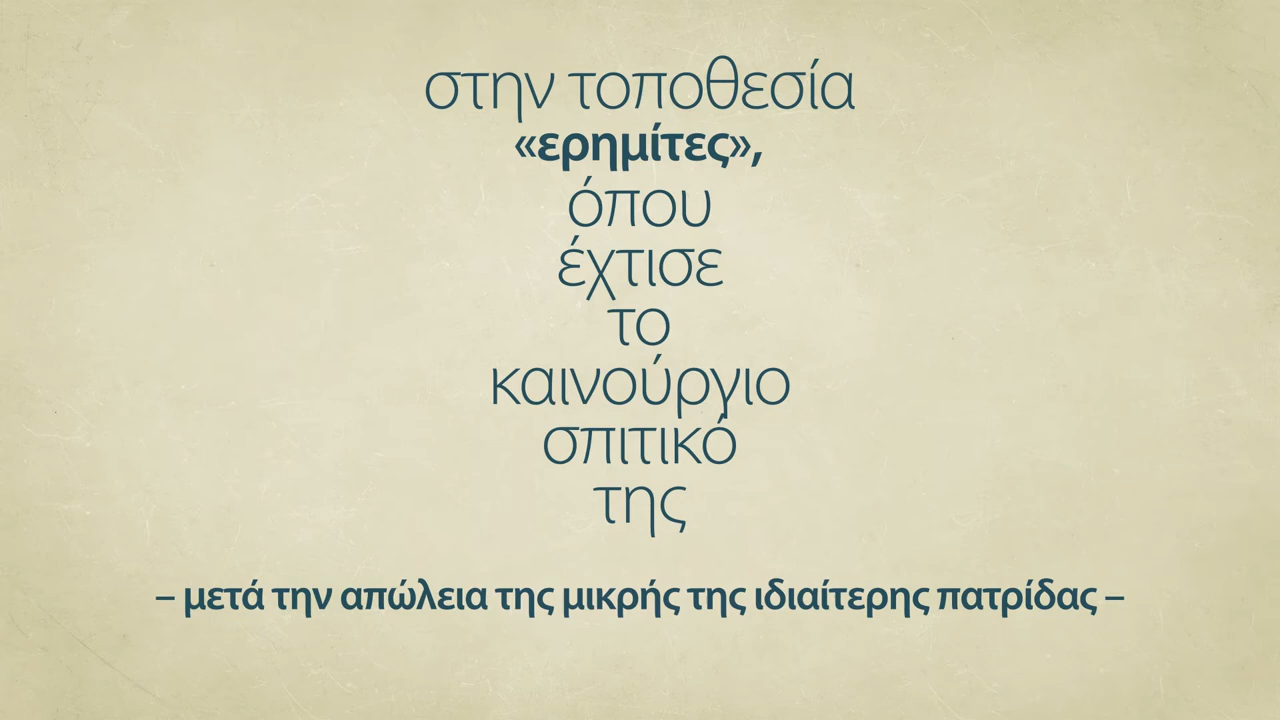 στην τοποθεσία
«ερημίτες»,
όπου
έχτισε
το
καινούργιο
σπιτικό
της
– μετά την απώλεια της μικρής της ιδιαίτερης πατρίδας –